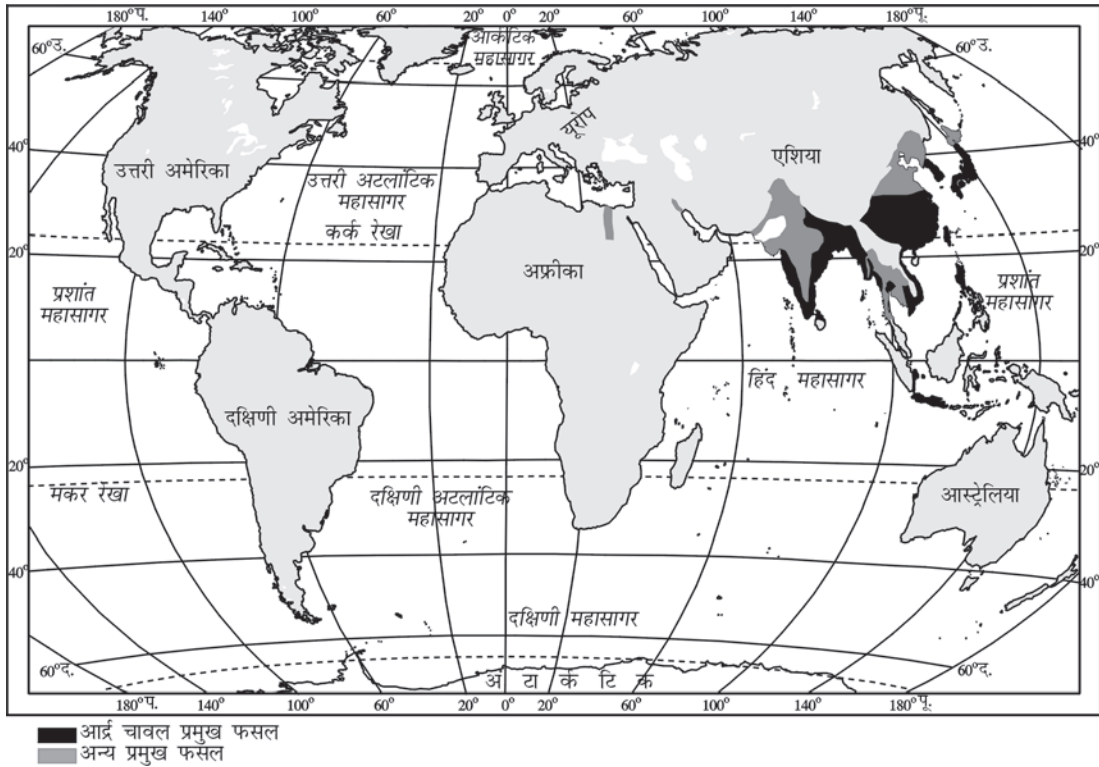 180°प. 140° 100° 60° 20° 0° 20° 60° 100° 140° 180°पू.
आर्कटिक
महासागर
60°उ. 60°उ.
यूरोप
एशिया
40° 40°
उत्तरी अमेरिका
उत्तरी अटलांटिक
महासागर
कर्क रेखा
20° 20°
अफ्रीका
प्रशांत
महासागर
प्रशांत
महासागर
हिंद महासागर
दक्षिणी अमेरिका
20° 20°
मकर रेखा
दक्षिणी अटलांटिक
महासागर
आस्ट्रेलिया
40° 40°
दक्षिणी महासागर
60°द. 60°द.
अंटार्कटिक
180°प. 140° 100° 60° 20° 0° 20° 60° 100° 140° 180° पू.
आर्द्र चावल प्रमुख फसल
अन्य प्रमुख फसल